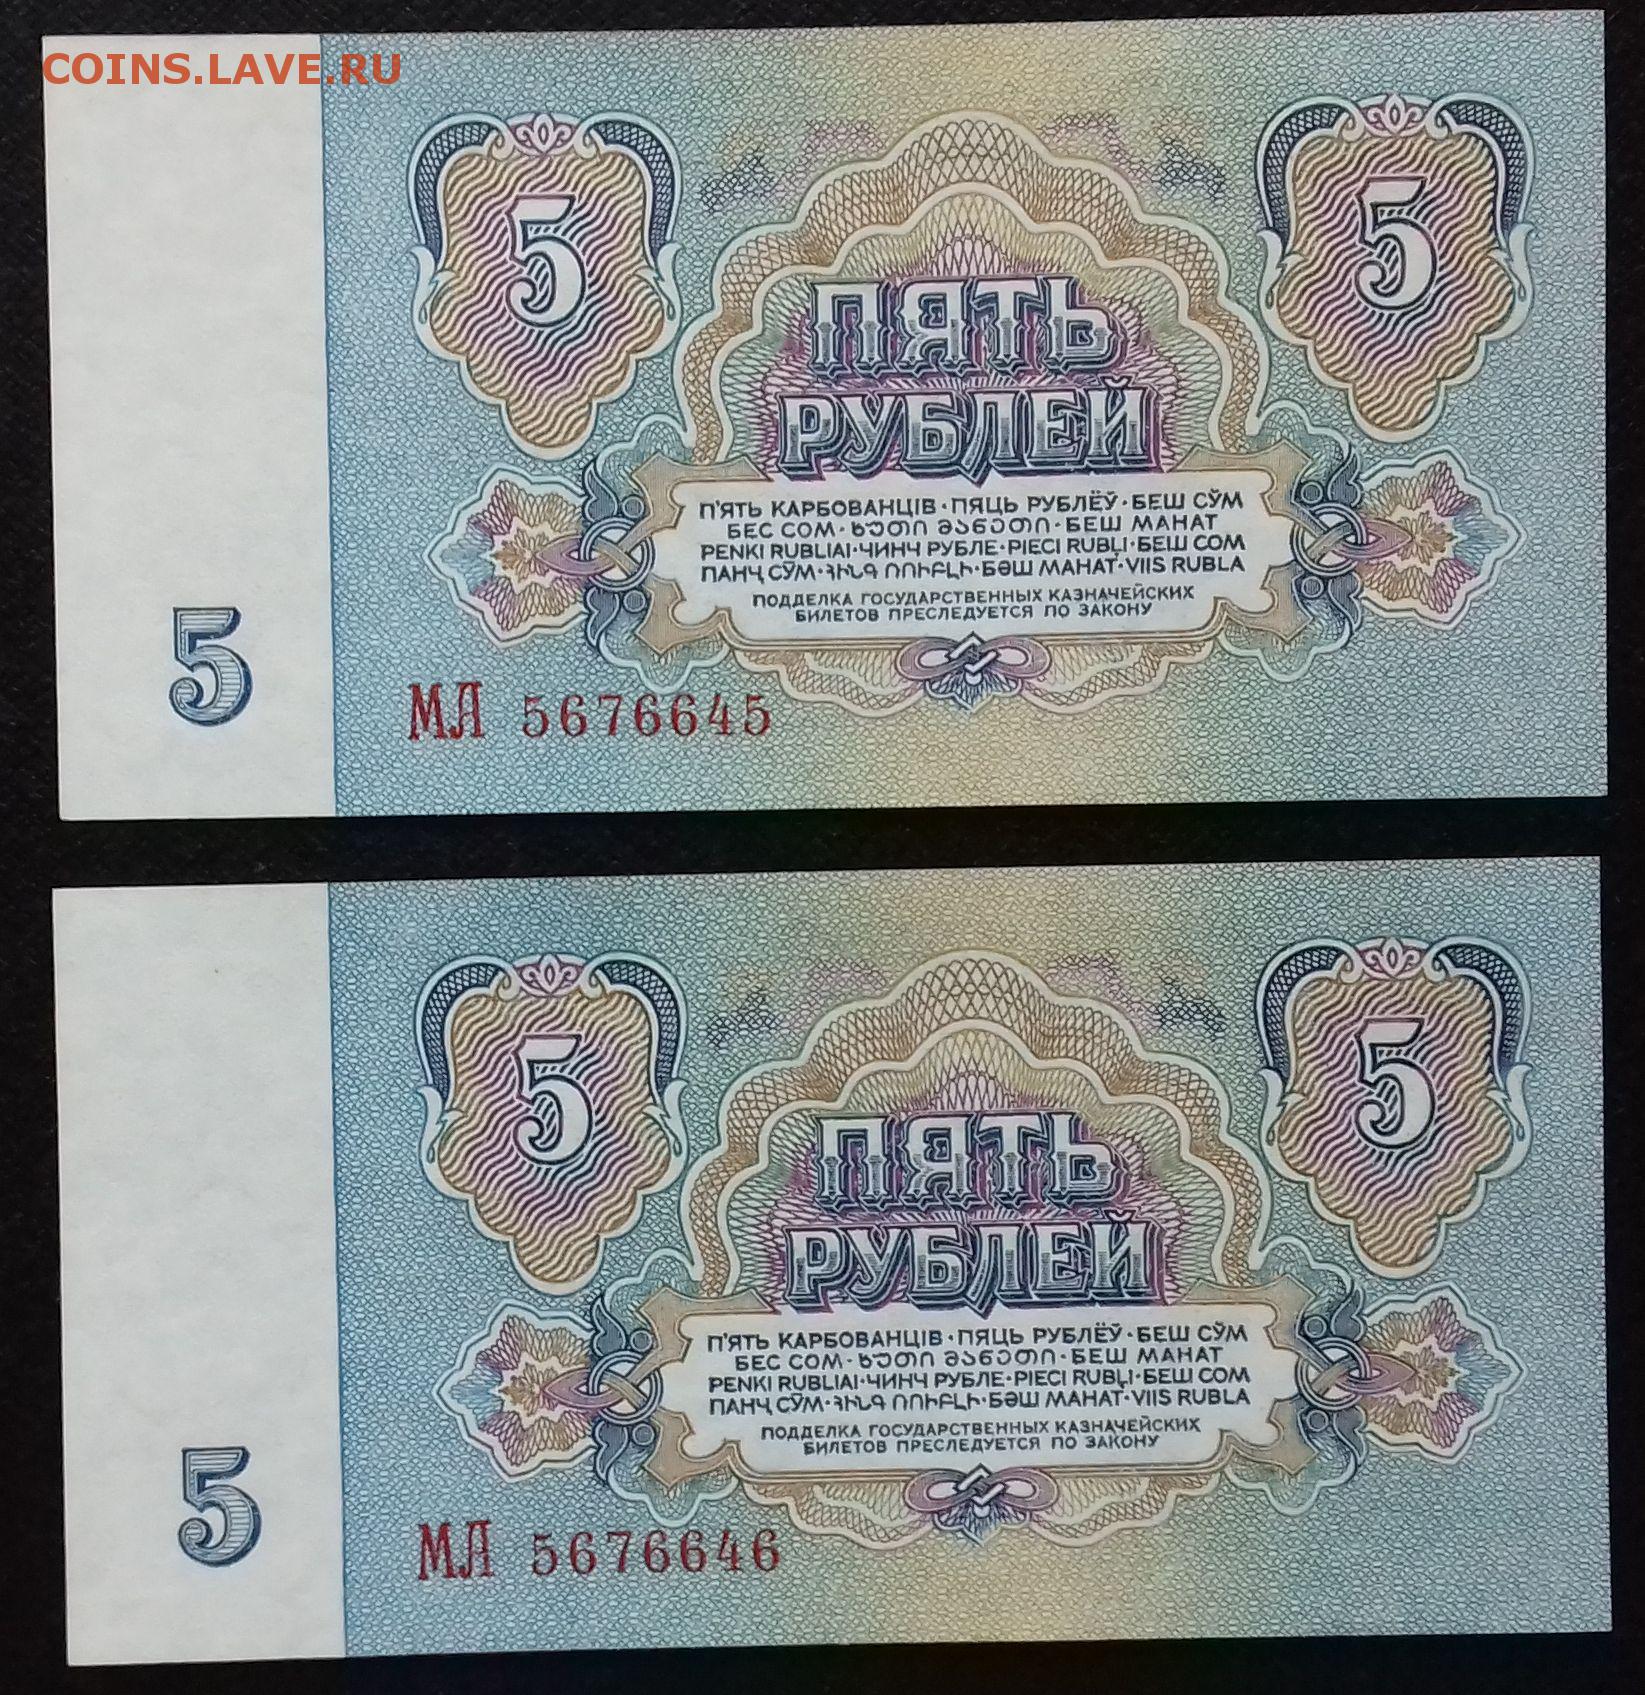 COINS.LAVE.RU
5
5
ПЯТЬ
РУБЛЕЙ
П'ЯТЬ КАРБОВАНЦІВ · ПЯЦЬ РУБЛЁЎ · БЕШ СЎМ
БЕС СОМ · ხუთი მანეთი · БЕШ МАНАТ
PENKI RUBLIAI · ЧИНЧ РУБЛЕ · PIECI RUBĻI · БЕШ СОМ
ПАНҶ СӮМ · ՀԻՆԳ ՌՈՒԲԼԻ · БӘШ МАНАТ · VIIS RUBLA
ПОДДЕЛКА ГОСУДАРСТВЕННЫХ КАЗНАЧЕЙСКИХ
БИЛЕТОВ ПРЕСЛЕДУЕТСЯ ПО ЗАКОНУ
5
МЛ 5676645
5
5
ПЯТЬ
РУБЛЕЙ
П'ЯТЬ КАРБОВАНЦІВ · ПЯЦЬ РУБЛЁЎ · БЕШ СЎМ
БЕС СОМ · ხუთი მანეთი · БЕШ МАНАТ
PENKI RUBLIAI · ЧИНЧ РУБЛЕ · PIECI RUBĻI · БЕШ СОМ
ПАНҶ СӮМ · ՀԻՆԳ ՌՈՒԲԼԻ · БӘШ МАНАТ · VIIS RUBLA
ПОДДЕЛКА ГОСУДАРСТВЕННЫХ КАЗНАЧЕЙСКИХ
БИЛЕТОВ ПРЕСЛЕДУЕТСЯ ПО ЗАКОНУ
5
МЛ 5676646